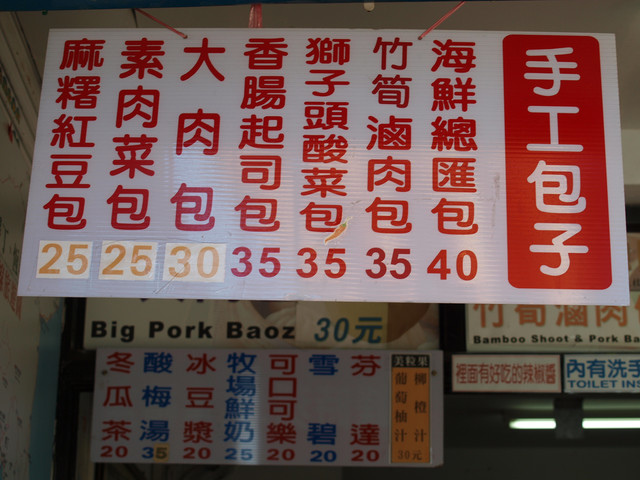 手工包子
海鮮總匯包 40
竹筍滷肉包 35
獅子頭酸菜包 35
香腸起司包 35
大肉包 30
素肉菜包 25
麻糬紅豆包 25
Big Pork Baoz 30元
竹筍滷肉
Bamboo Shoot & Pork Ba
冬瓜茶 20
酸梅湯 35
冰豆漿 20
牧場鮮奶 25
可口可樂 20
雪碧 20
芬達 20
美粒果
柳橙汁
葡萄柚汁
30元
裡面有好吃的辣椒醬
內有洗手
TOILET INS